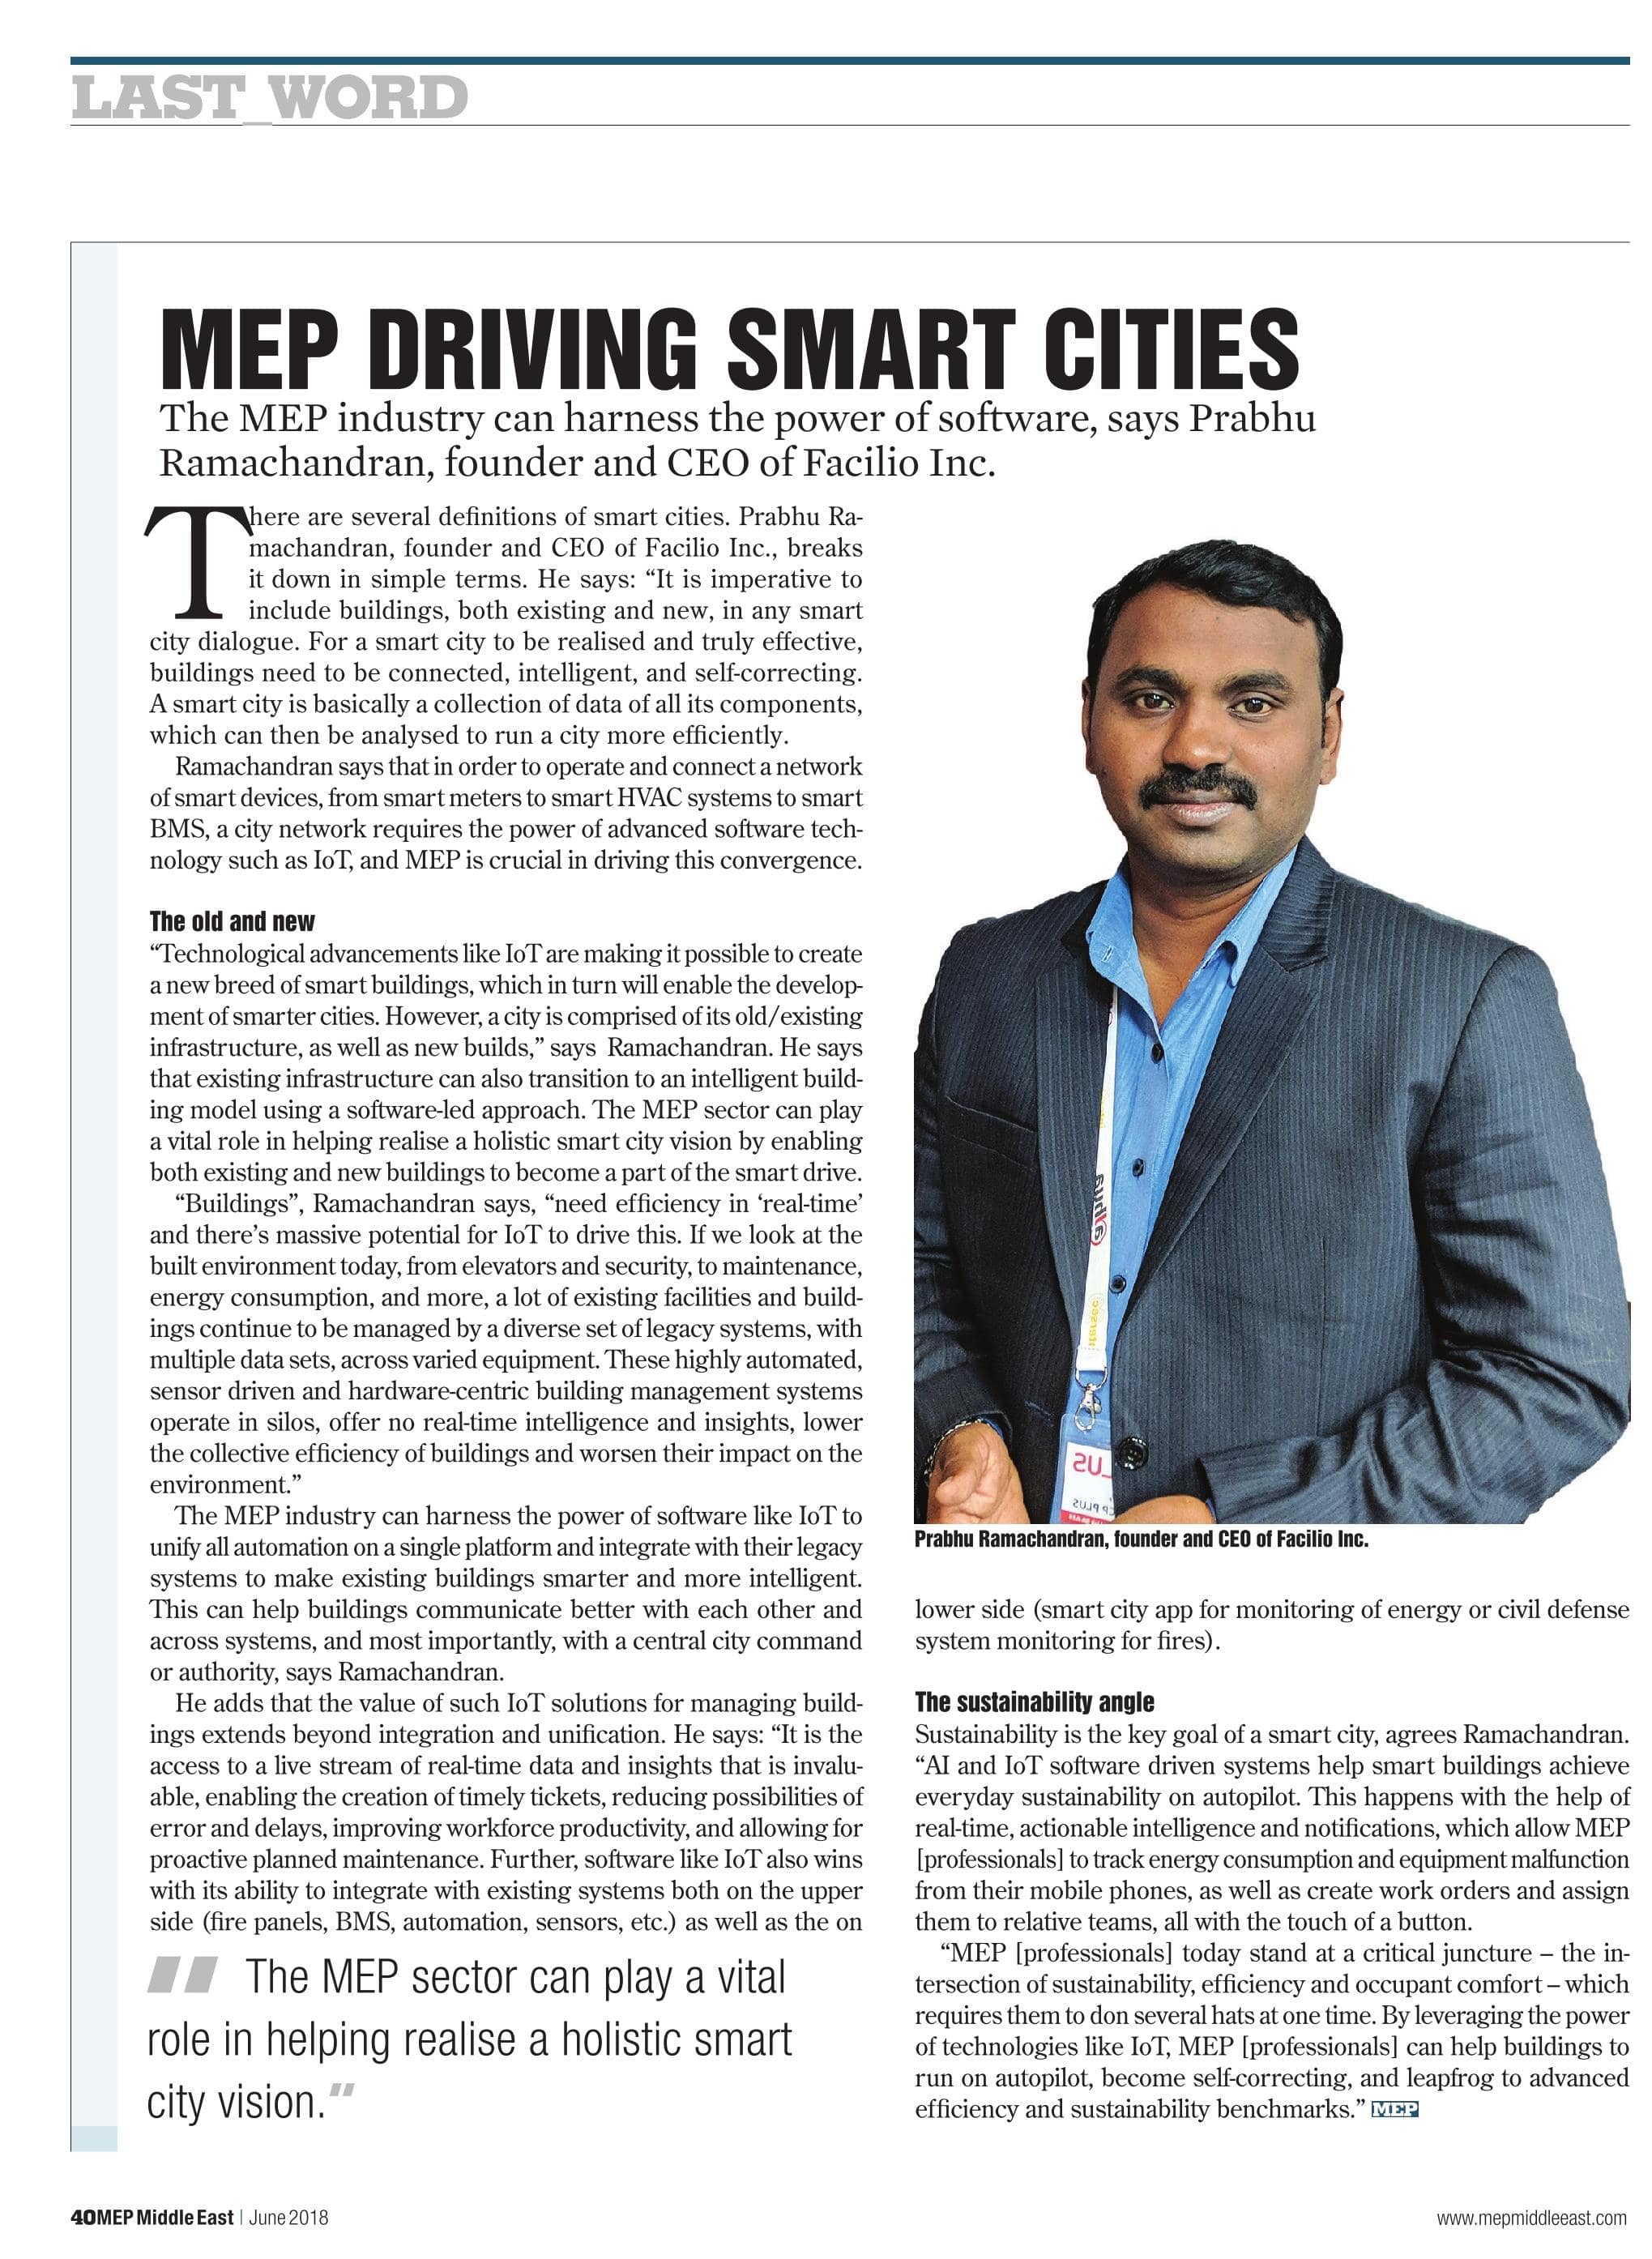 LAST_WORD
MEP DRIVING SMART CITIES
The MEP industry can harness the power of software, says Prabhu
Ramachandran, founder and CEO of Facilio Inc.
There are several definitions of smart cities. Prabhu Ra-
machandran, founder and CEO of Facilio Inc., breaks
it down in simple terms. He says: “It is imperative to
include buildings, both existing and new, in any smart
city dialogue. For a smart city to be realised and truly effective,
buildings need to be connected, intelligent, and self-correcting.
A smart city is basically a collection of data of all its components,
which can then be analysed to run a city more efficiently.
Ramachandran says that in order to operate and connect a network
of smart devices, from smart meters to smart HVAC systems to smart
BMS, a city network requires the power of advanced software tech-
nology such as IoT, and MEP is crucial in driving this convergence.
The old and new
“Technological advancements like IoT are making it possible to create
a new breed of smart buildings, which in turn will enable the develop-
ment of smarter cities. However, a city is comprised of its old/existing
infrastructure, as well as new builds,” says Ramachandran. He says
that existing infrastructure can also transition to an intelligent build-
ing model using a software-led approach. The MEP sector can play
a vital role in helping realise a holistic smart city vision by enabling
both existing and new buildings to become a part of the smart drive.
“Buildings”, Ramachandran says, “need efficiency in ‘real-time’
and there’s massive potential for IoT to drive this. If we look at the
built environment today, from elevators and security, to maintenance,
energy consumption, and more, a lot of existing facilities and build-
ings continue to be managed by a diverse set of legacy systems, with
multiple data sets, across varied equipment. These highly automated,
sensor driven and hardware-centric building management systems
operate in silos, offer no real-time intelligence and insights, lower
the collective efficiency of buildings and worsen their impact on the
environment.”
The MEP industry can harness the power of software like IoT to
unify all automation on a single platform and integrate with their legacy
systems to make existing buildings smarter and more intelligent.
This can help buildings communicate better with each other and
across systems, and most importantly, with a central city command
or authority, says Ramachandran.
He adds that the value of such IoT solutions for managing build-
ings extends beyond integration and unification. He says: “It is the
access to a live stream of real-time data and insights that is invalu-
able, enabling the creation of timely tickets, reducing possibilities of
error and delays, improving workforce productivity, and allowing for
proactive planned maintenance. Further, software like IoT also wins
with its ability to integrate with existing systems both on the upper
side (fire panels, BMS, automation, sensors, etc.) as well as the on
" The MEP sector can play a vital
role in helping realise a holistic smart
city vision."
Prabhu Ramachandran, founder and CEO of Facilio Inc.
lower side (smart city app for monitoring of energy or civil defense
system monitoring for fires).
The sustainability angle
Sustainability is the key goal of a smart city, agrees Ramachandran.
“AI and IoT software driven systems help smart buildings achieve
everyday sustainability on autopilot. This happens with the help of
real-time, actionable intelligence and notifications, which allow MEP
[professionals] to track energy consumption and equipment malfunction
from their mobile phones, as well as create work orders and assign
them to relative teams, all with the touch of a button.
“MEP [professionals] today stand at a critical juncture – the in-
tersection of sustainability, efficiency and occupant comfort – which
requires them to don several hats at one time. By leveraging the power
of technologies like IoT, MEP [professionals] can help buildings to
run on autopilot, become self-correcting, and leapfrog to advanced
efficiency and sustainability benchmarks.” MEP
40 MEP Middle East | June 2018
www.mepmiddleeast.com